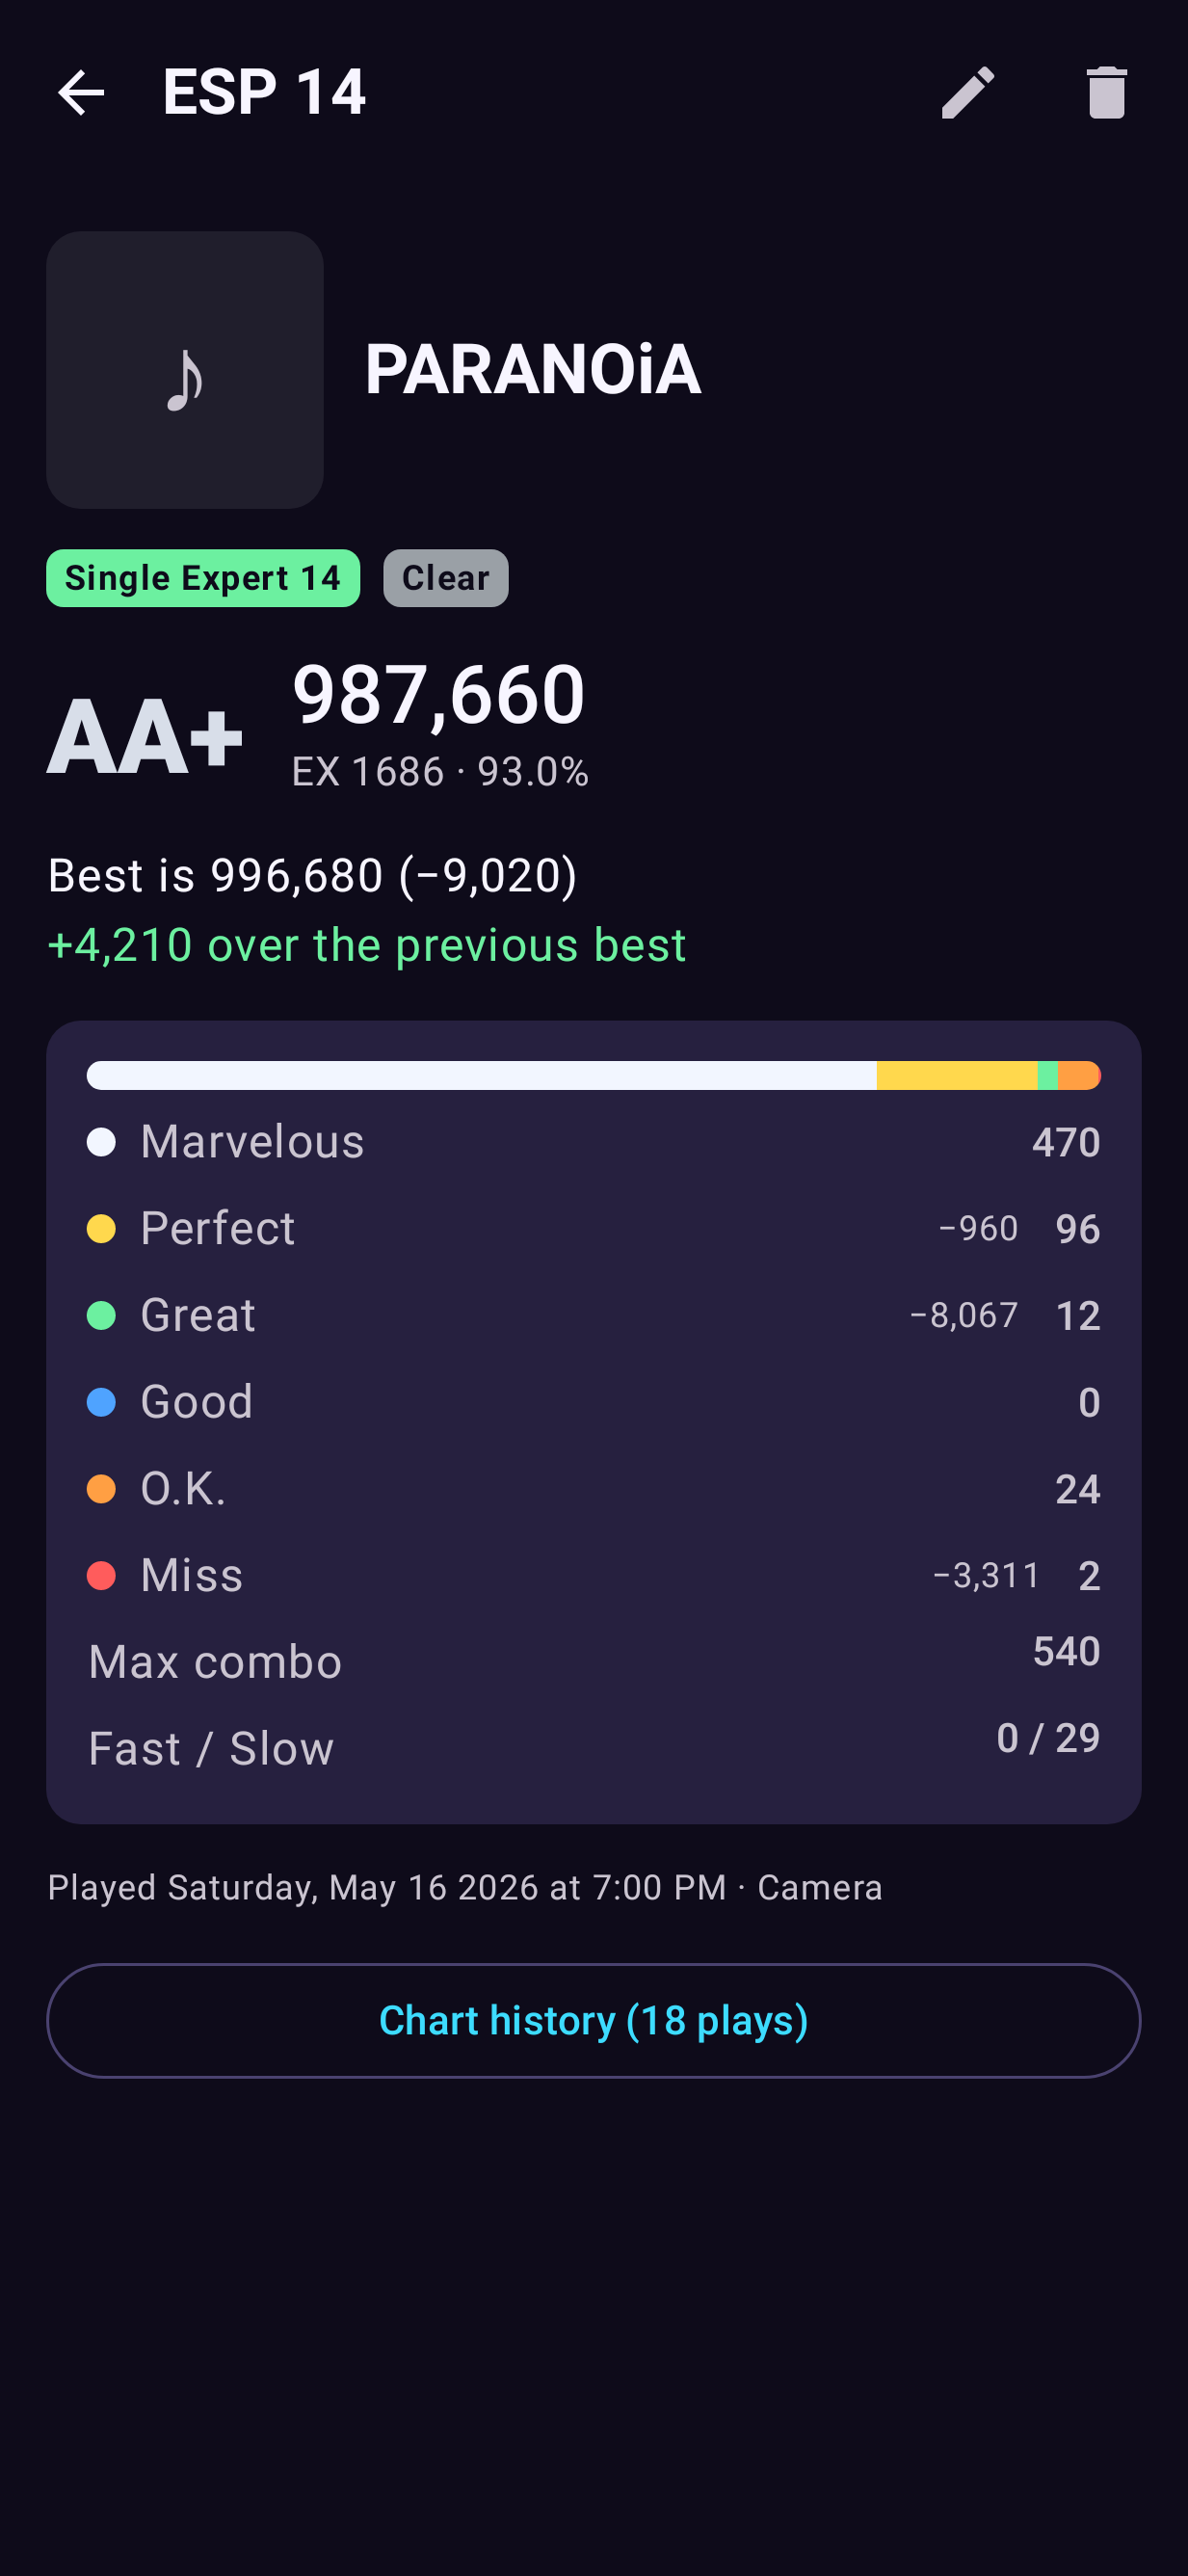 ESP 14
♪
PARANOiA
Single Expert 14
Clear
AA+
987,660
EX 1686 · 93.0%
Best is 996,680 (−9,020)
+4,210 over the previous best
Marvelous 470
Perfect −960 96
Great −8,067 12
Good 0
O.K. 24
Miss −3,311 2
Max combo 540
Fast / Slow 0 / 29
Played Saturday, May 16 2026 at 7:00 PM · Camera
Chart history (18 plays)